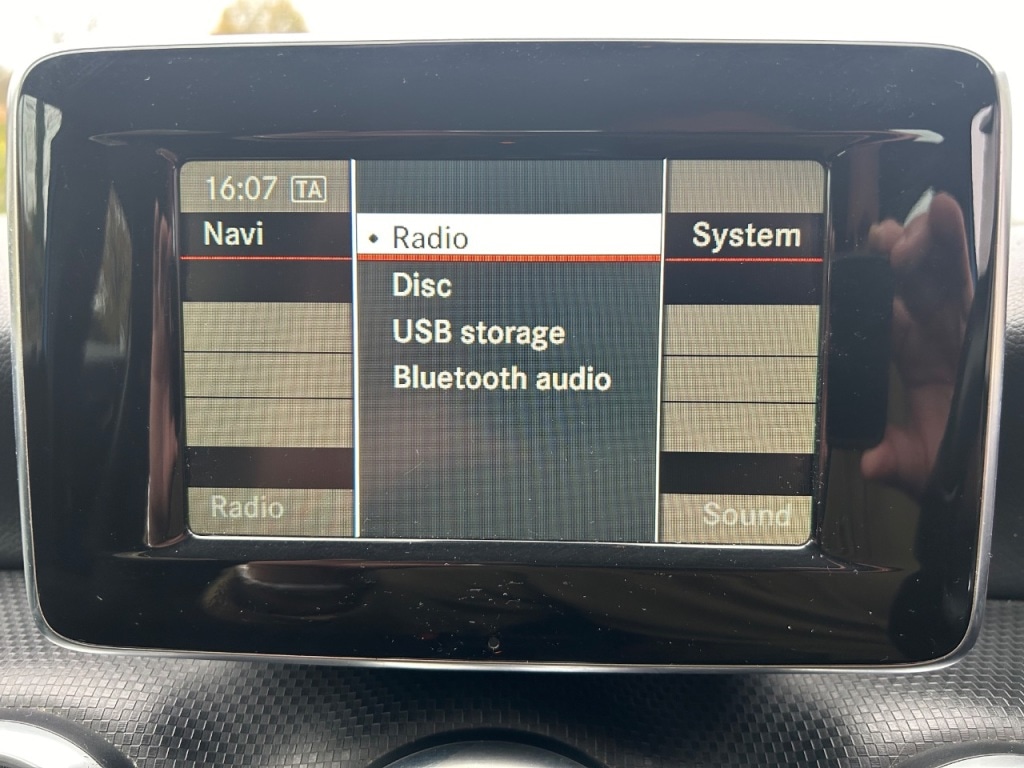 16:07 TA
Navi
• Radio
System
Disc
USB storage
Bluetooth audio
Radio
Sound